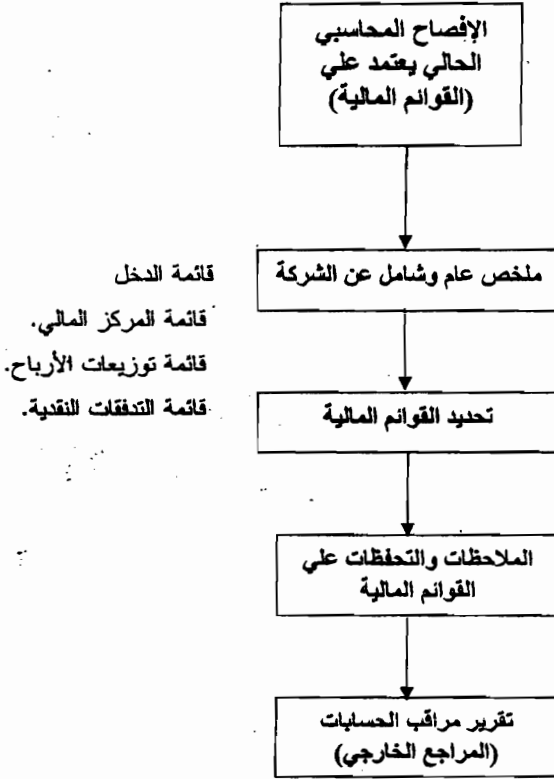 الإفصاح المحاسبي
الحالي يعتمد علي
(القوائم المالية)
ملخص عام وشامل عن الشركة
قائمة الدخل
قائمة المركز المالي.
قائمة توزيعات الأرباح.
قائمة التدفقات النقدية.
تحديد القوائم المالية
الملاحظات والتحفظات علي
القوائم المالية
تقرير مراقب الحسابات
(المراجع الخارجي)